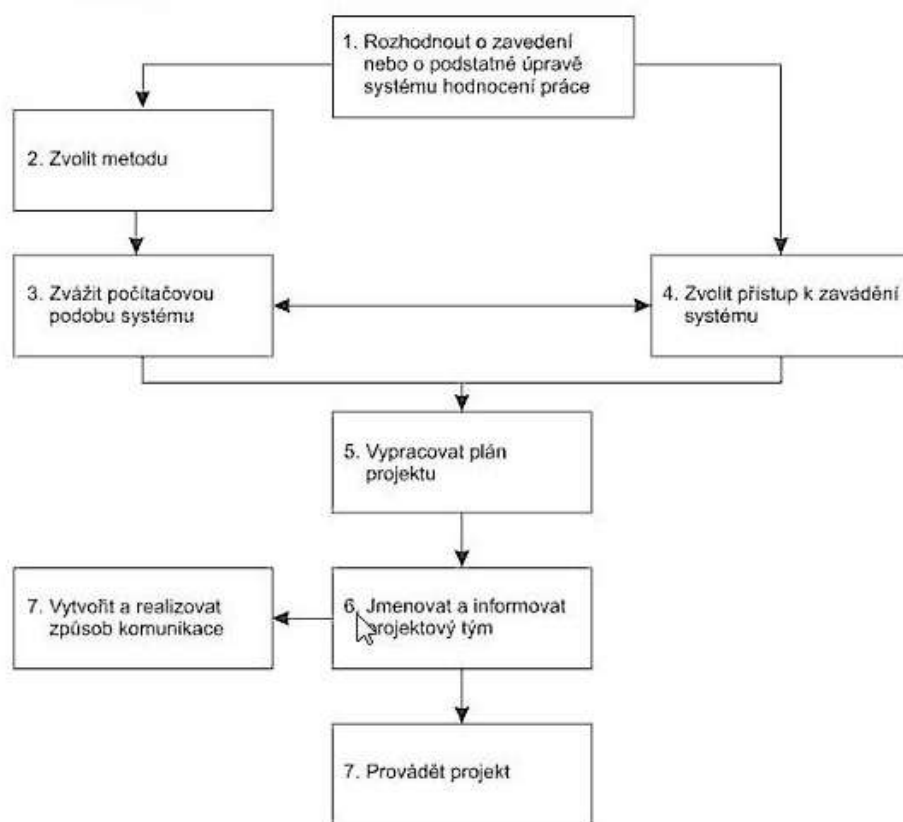 1. Rozhodnout o zavedení
nebo o podstatné úpravě
systému hodnocení práce
2. Zvolit metodu
3. Zvážit počítačovou
podobu systému
4. Zvolit přístup k zavádění
systému
5. Vypracovat plán
projektu
7. Vytvořit a realizovat
způsob komunikace
6. Jmenovat a informovat
projektový tým
7. Provádět projekt